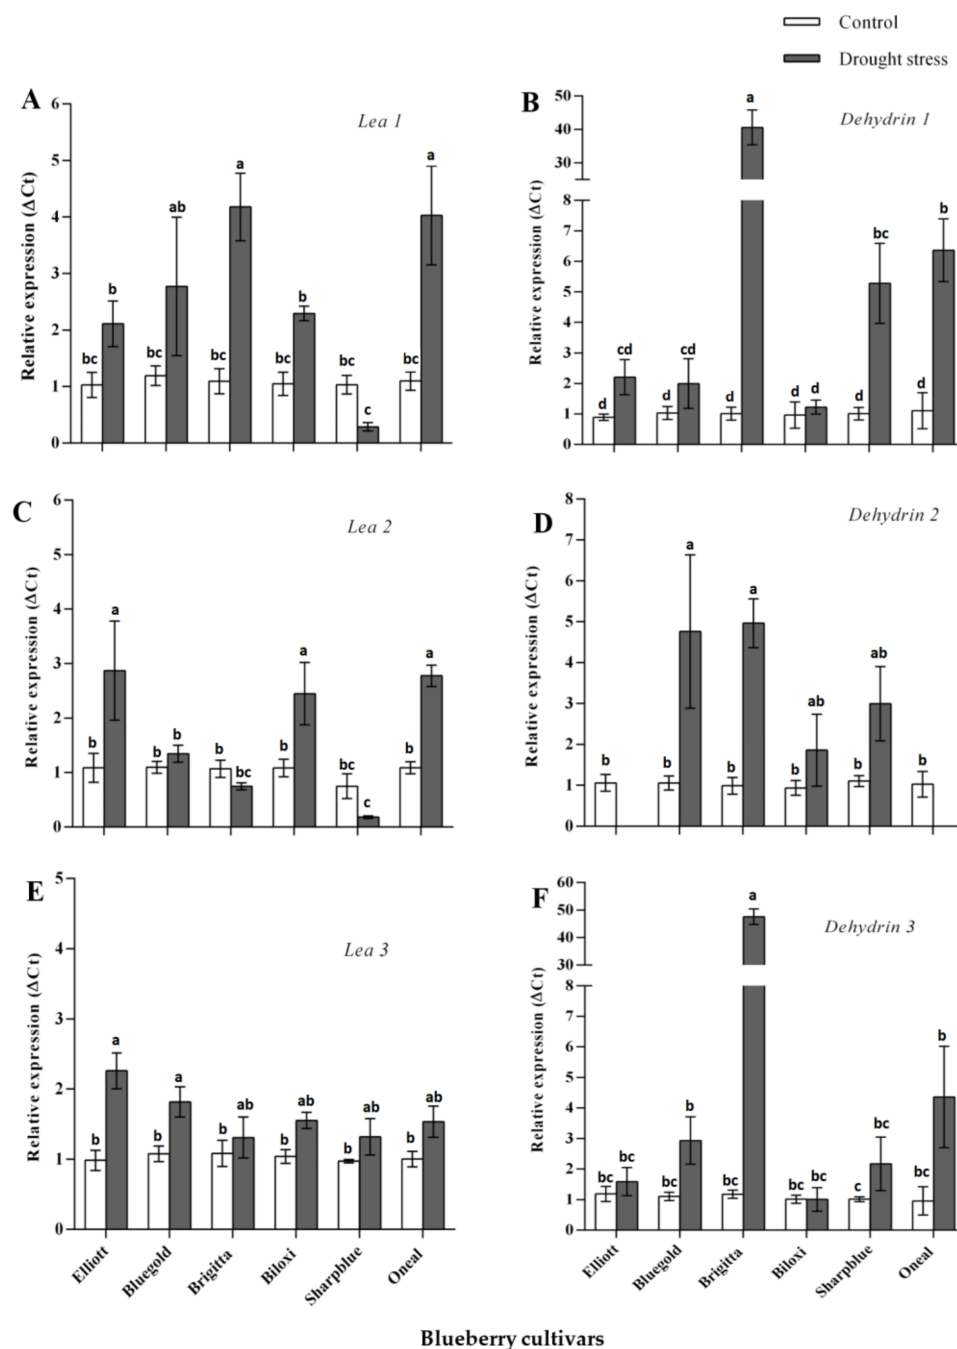 Control
Drought stress
A
Lea 1
Relative expression (ΔCt)
6
5
4
3
2
1
0
bc b bc ab bc a bc b bc c bc a
B
Dehydrin 1
Relative expression (ΔCt)
50
40
30
8
7
6
5
4
3
2
1
0
d cd d cd d a d d d bc d b
C
Lea 2
Relative expression (ΔCt)
6
5
4
3
2
1
0
b a b b b bc b a bc c b a
D
Dehydrin 2
Relative expression (ΔCt)
8
7
6
5
4
3
2
1
0
b b a b a b ab b ab b
E
Lea 3
Relative expression (ΔCt)
5
4
3
2
1
0
b a b a b ab b ab b ab b ab
Elliott
Bluegold
Brigitta
Biloxi
Sharpblue
Oneal
F
Dehydrin 3
Relative expression (ΔCt)
60
50
40
30
8
7
6
5
4
3
2
1
0
bc bc bc b bc a bc bc c bc bc b
Elliott
Bluegold
Brigitta
Biloxi
Sharpblue
Oneal
Blueberry cultivars